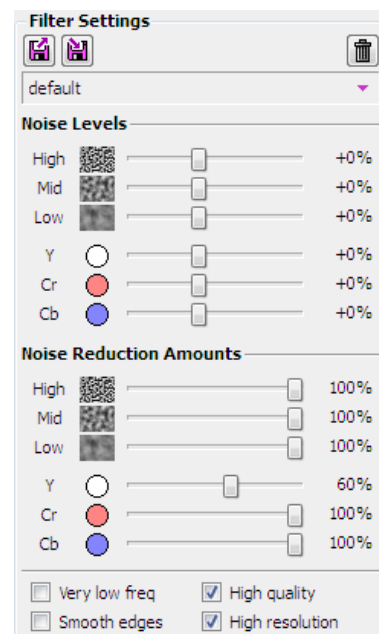 Filter Settings
default
Noise Levels
High +0%
Mid +0%
Low +0%
Y +0%
Cr +0%
Cb +0%
Noise Reduction Amounts
High 100%
Mid 100%
Low 100%
Y 60%
Cr 100%
Cb 100%
Very low freq High quality
Smooth edges High resolution